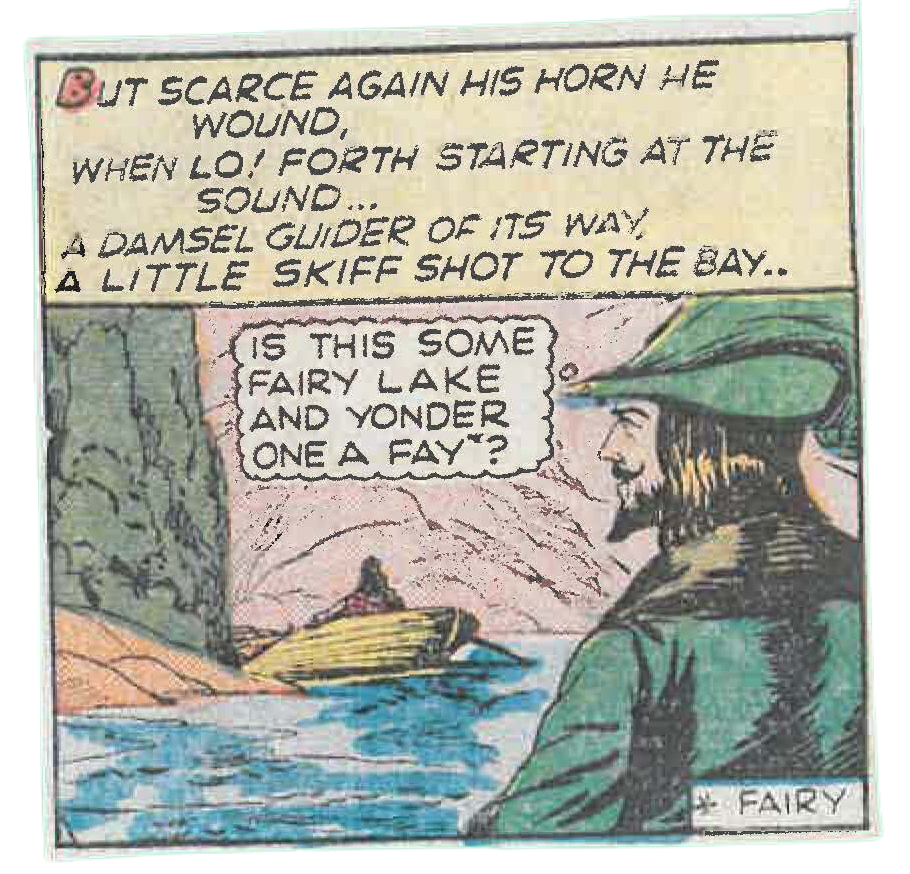 BUT SCARCE AGAIN HIS HORN HE
WOUND,
WHEN LO! FORTH STARTING AT THE
SOUND...
A DAMSEL GUIDER OF ITS WAY,
A LITTLE SKIFF SHOT TO THE BAY..
IS THIS SOME
FAIRY LAKE
AND YONDER
ONE A FAY*?
* FAIRY